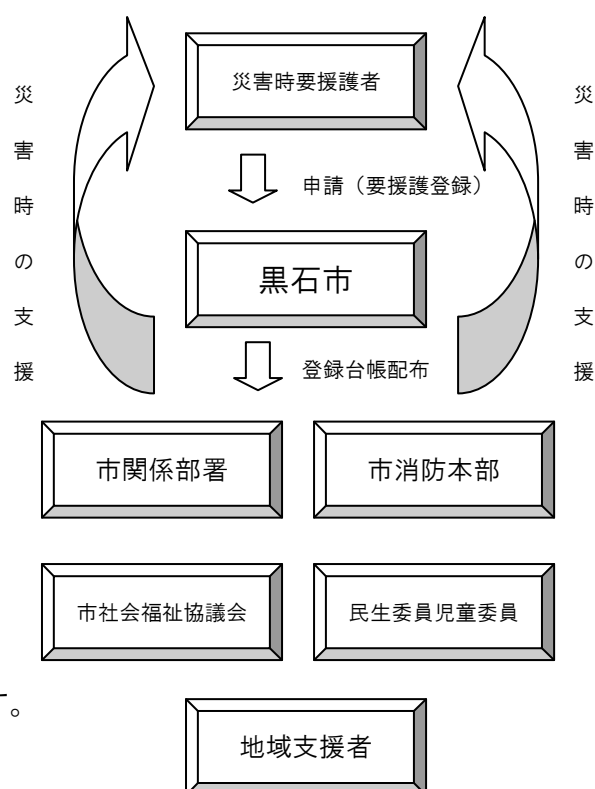 災害時要援護者
災害時の支援
災害時の支援
申請（要援護登録）
黒石市
登録台帳配布
市関係部署
市消防本部
市社会福祉協議会
民生委員児童委員
。
地域支援者